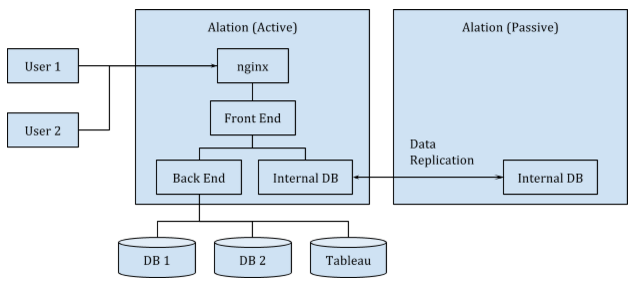 Alation (Active)
Alation (Passive)
User 1
nginx
User 2
Front End
Data
Replication
Back End
Internal DB
Internal DB
DB 1
DB 2
Tableau